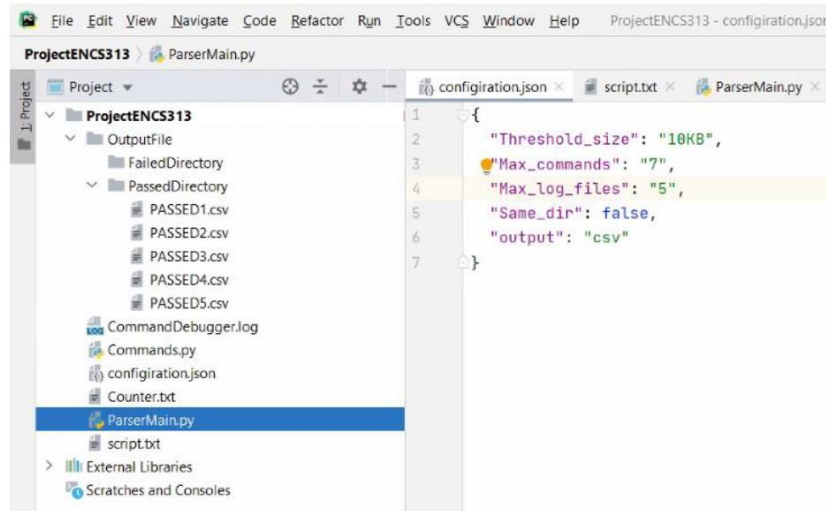 File Edit View Navigate Code Refactor Run Tools VCS Window Help ProjectENCS313 - configiration.json
ProjectENCS313 ParserMain.py
1: Project
Project
configiration.json script.txt ParserMain.py
ProjectENCS313
OutputFile
FailedDirectory
PassedDirectory
PASSED1.csv
PASSED2.csv
PASSED3.csv
PASSED4.csv
PASSED5.csv
LOG CommandDebugger.log
Commands.py
configiration.json
Counter.txt
ParserMain.py
script.txt
External Libraries
Scratches and Consoles
1 {
2 "Threshold_size": "10KB",
3 "Max_commands": "7",
4 "Max_log_files": "5",
5 "Same_dir": false,
6 "output": "csv"
7 }